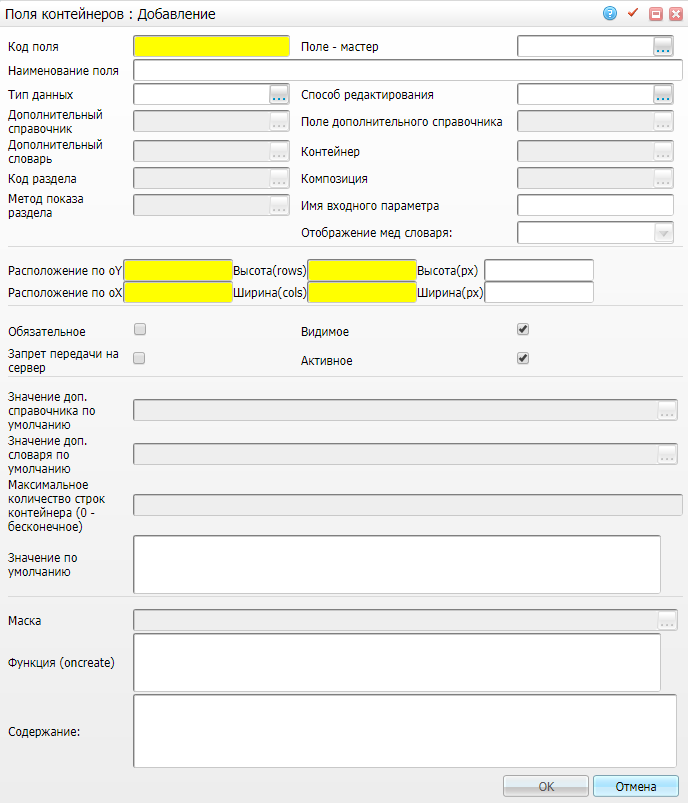 Поля контейнеров : Добавление
Код поля
Поле - мастер
Наименование поля
Тип данных
Способ редактирования
Дополнительный
справочник
Поле дополнительного справочника
Дополнительный
словарь
Контейнер
Код раздела
Композиция
Метод показа
раздела
Имя входного параметра
Отображение мед словаря:
Расположение по oY
Высота(rows)
Высота(px)
Расположение по oX
Ширина(cols)
Ширина(px)
Обязательное
Видимое
Запрет передачи на
сервер
Активное
Значение доп.
справочника по
умолчанию
Значение доп.
словаря по
умолчанию
Максимальное
количество строк
контейнера (0 -
бесконечное)
Значение по
умолчанию
Маска
Функция (oncreate)
Содержание:
OK
Отмена